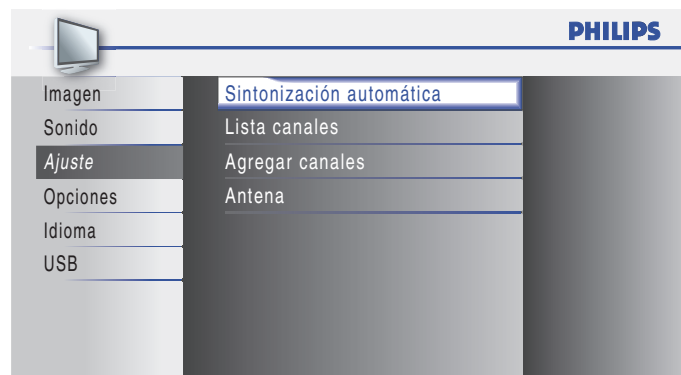 PHILIPS
Imagen
Sonido
Ajuste
Opciones
Idioma
USB
Sintonización automática
Lista canales
Agregar canales
Antena